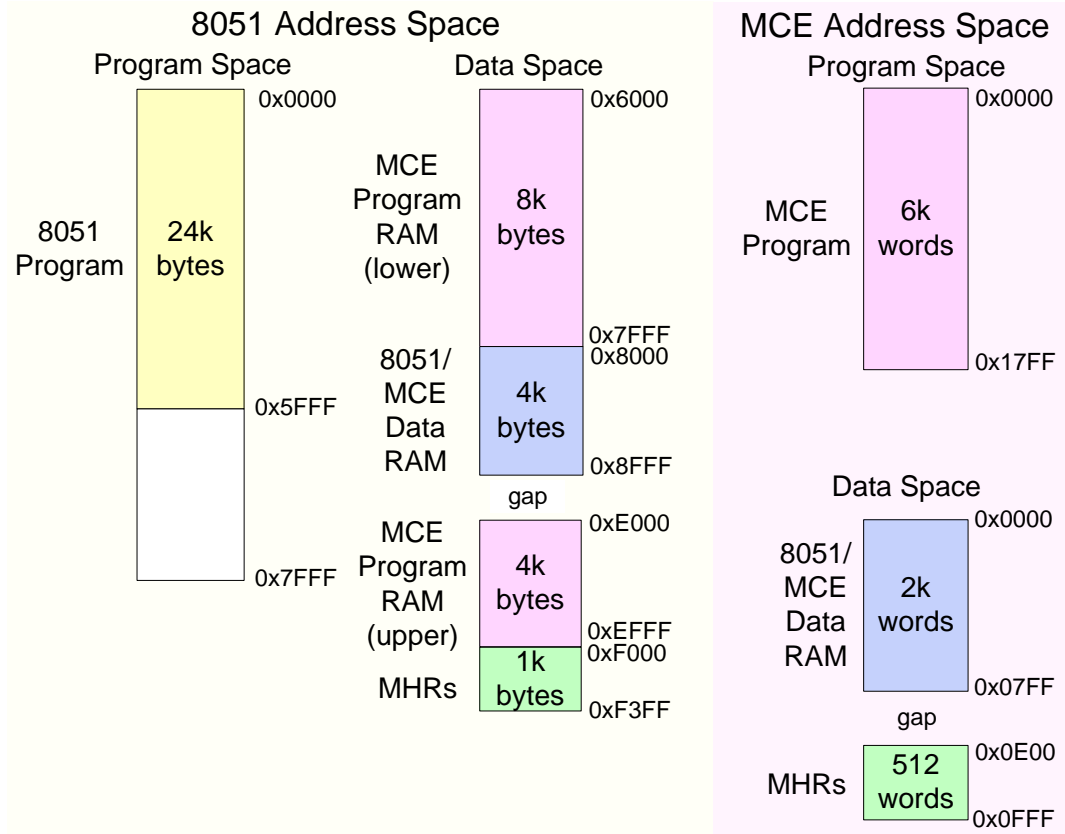 8051 Address Space
Program Space
0x0000
8051
Program
24k
bytes
0x5FFF
0x7FFF
Data Space
0x6000
MCE
Program
RAM
(lower)
8k
bytes
0x7FFF
0x8000
8051/
MCE
Data
RAM
4k
bytes
0x8FFF
gap
0xE000
MCE
Program
RAM
(upper)
4k
bytes
0xEFFF
0xF000
MHRs
1k
bytes
0xF3FF
MCE Address Space
Program Space
0x0000
MCE
Program
6k
words
0x17FF
Data Space
0x0000
8051/
MCE
Data
RAM
2k
words
0x07FF
gap
0x0E00
MHRs
512
words
0x0FFF